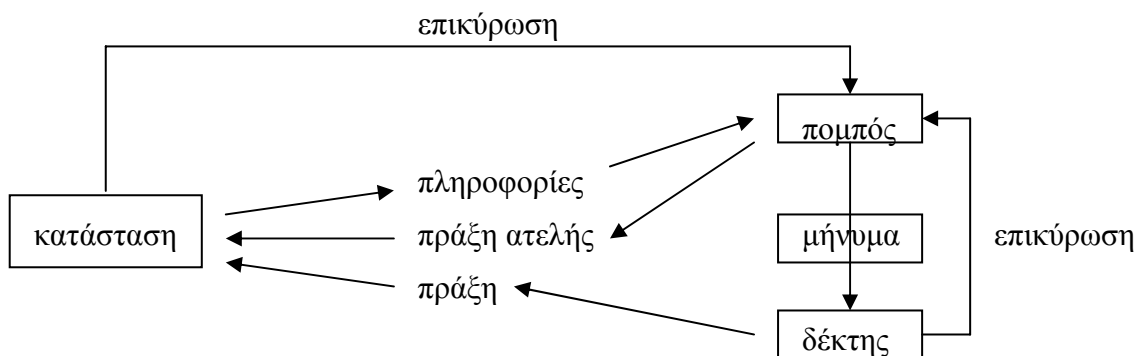 επικύρωση
πομπός
πληροφορίες
κατάσταση
πράξη ατελής
μήνυμα
επικύρωση
πράξη
δέκτης